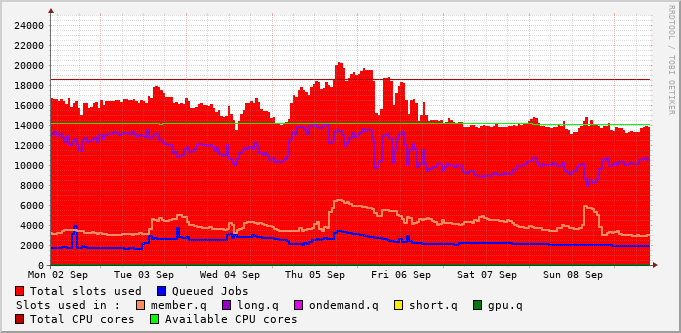 RRDTOOL / TOBI OETIKER
24000
22000
20000
18000
16000
14000
12000
10000
8000
6000
4000
2000
0
Mon 02 Sep Tue 03 Sep Wed 04 Sep Thu 05 Sep Fri 06 Sep Sat 07 Sep Sun 08 Sep
Total slots used Queued Jobs
Slots used in : member.q long.q ondemand.q short.q gpu.q
Total CPU cores Available CPU cores